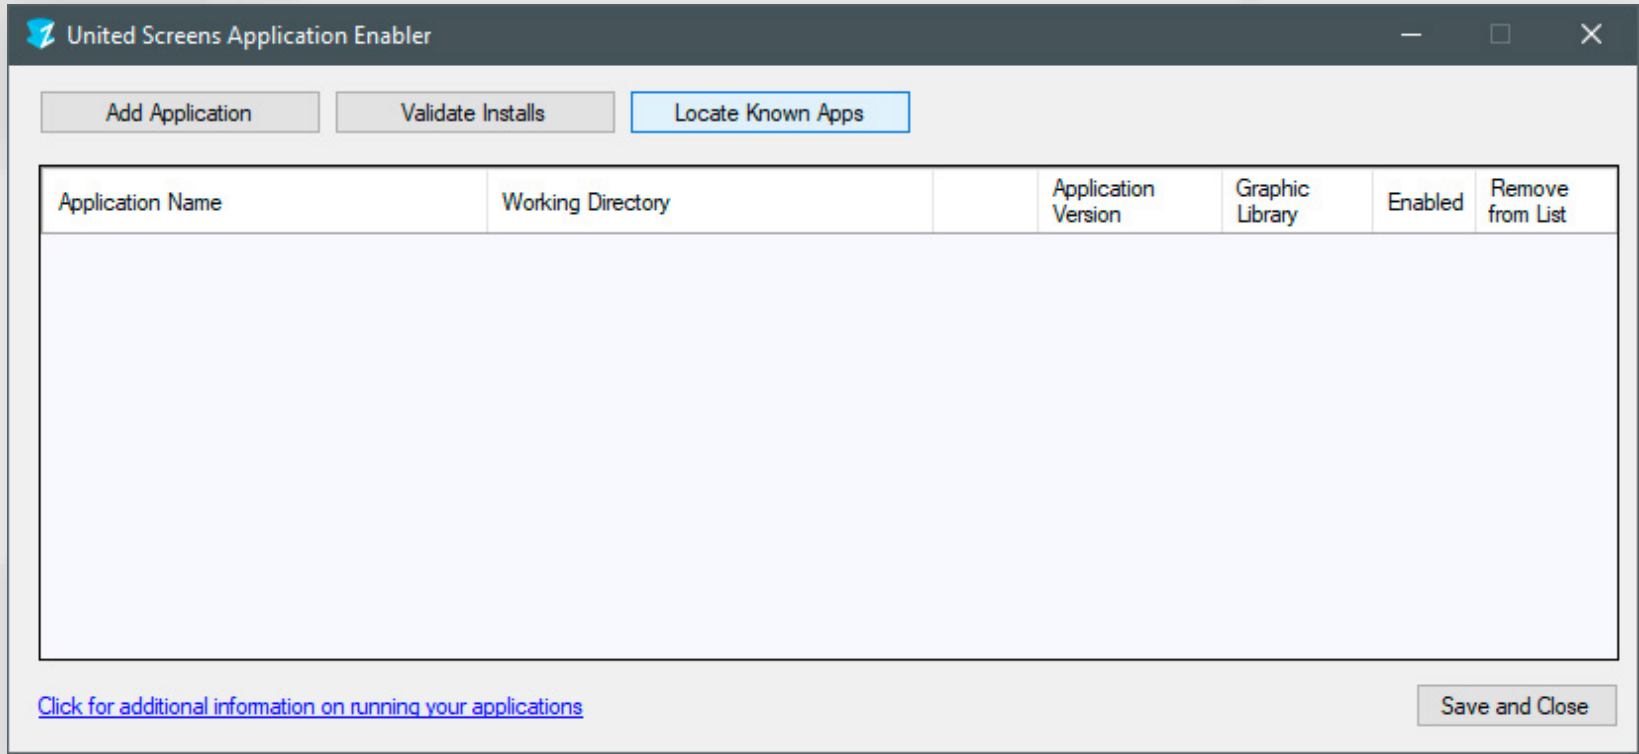 United Screens Application Enabler
Add Application Validate Installs Locate Known Apps
Application Name Working Directory Application Version Graphic Library Enabled Remove from List
Click for additional information on running your applications Save and Close